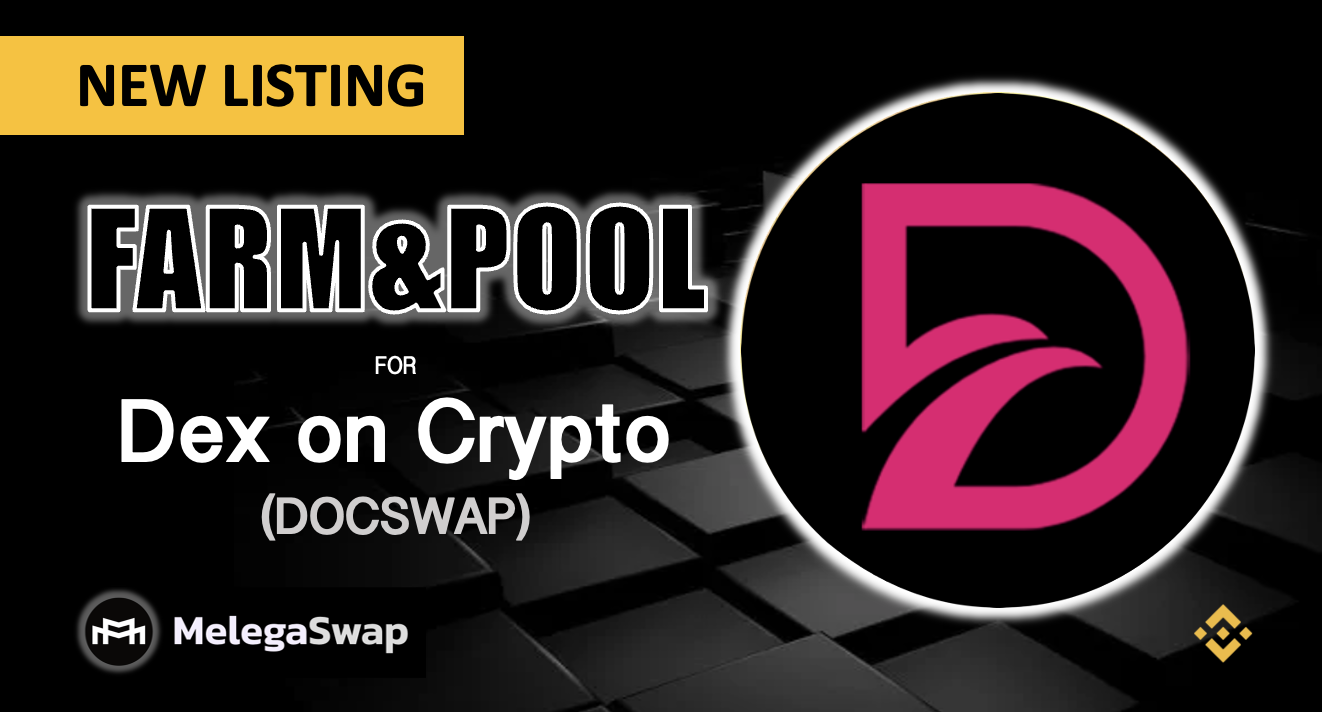 NEW LISTING
FARM&POOL
FOR
Dex on Crypto
(DOCSWAP)
MelegaSwap